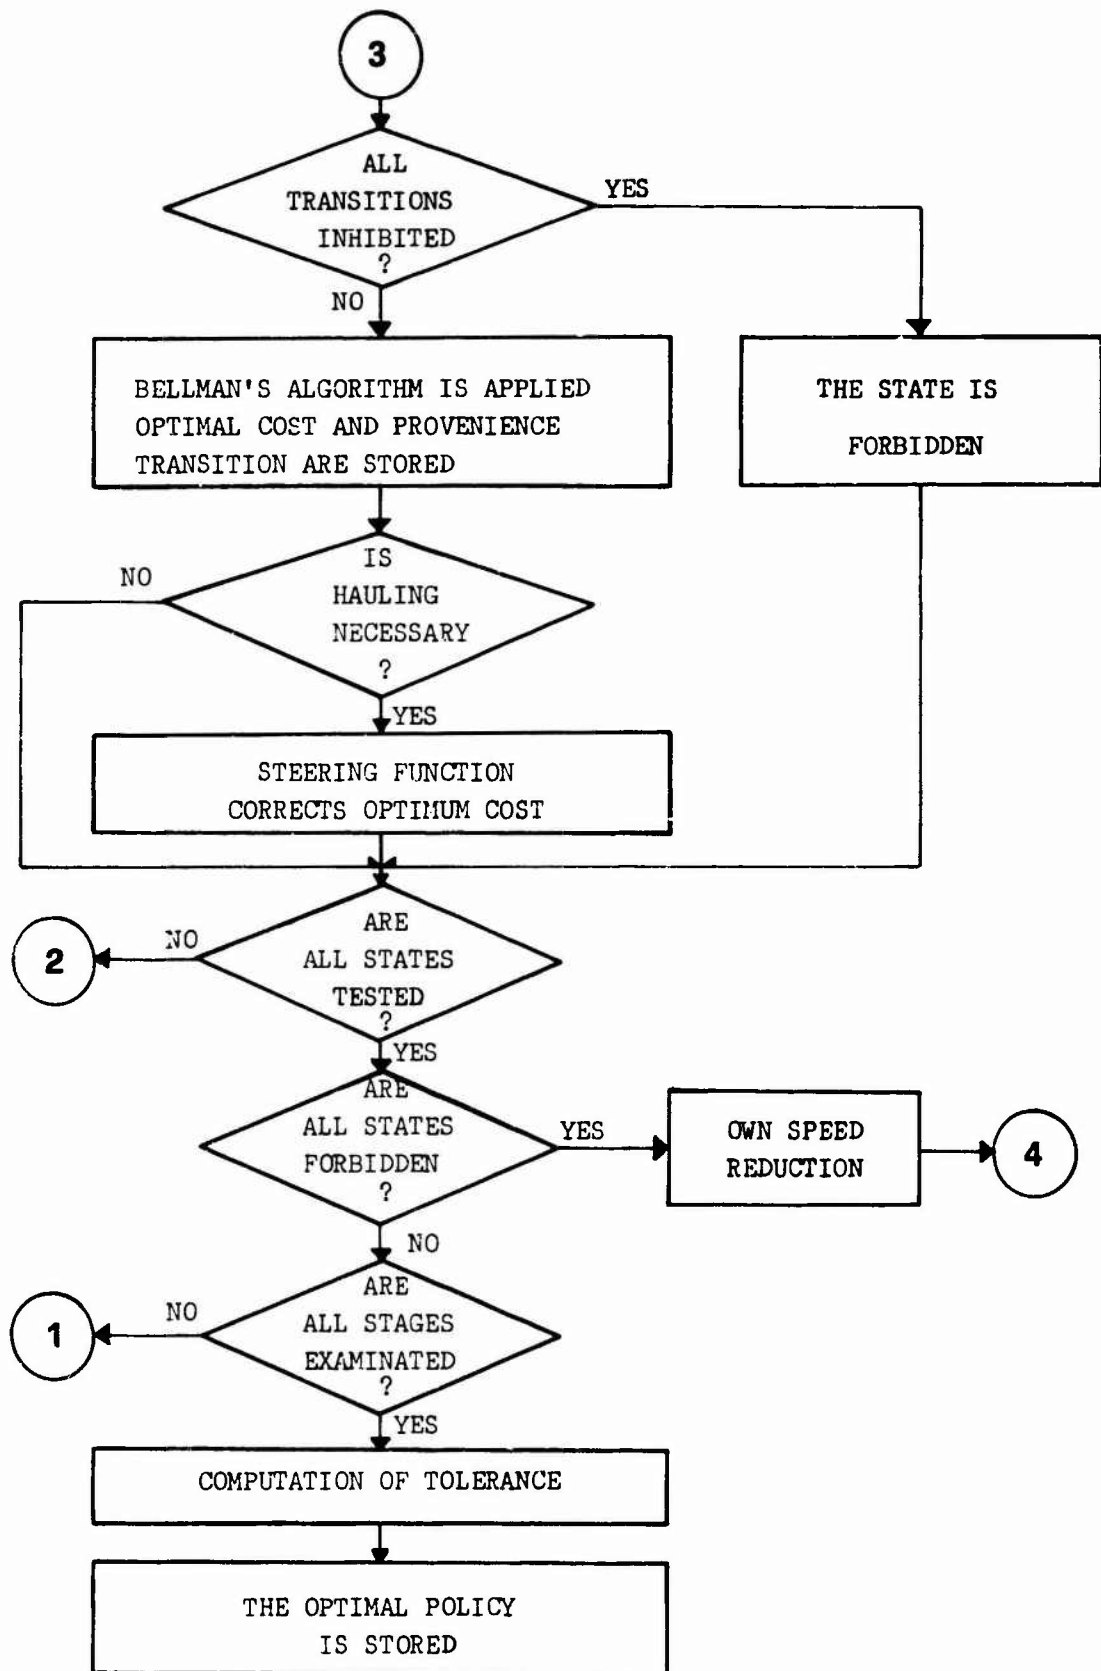 3
ALL
TRANSITIONS
INHIBITED
?
YES
NO
BELLMAN'S ALGORITHM IS APPLIED
OPTIMAL COST AND PROVENIENCE
TRANSITION ARE STORED
THE STATE IS
FORBIDDEN
IS
HAULING
NECESSARY
?
NO
YES
STEERING FUNCTION
CORRECTS OPTIMUM COST
ARE
ALL STATES
TESTED
?
NO
2
YES
ARE
ALL STATES
FORBIDDEN
?
YES
OWN SPEED
REDUCTION
4
NO
ARE
ALL STAGES
EXAMINATED
?
NO
1
YES
COMPUTATION OF TOLERANCE
THE OPTIMAL POLICY
IS STORED